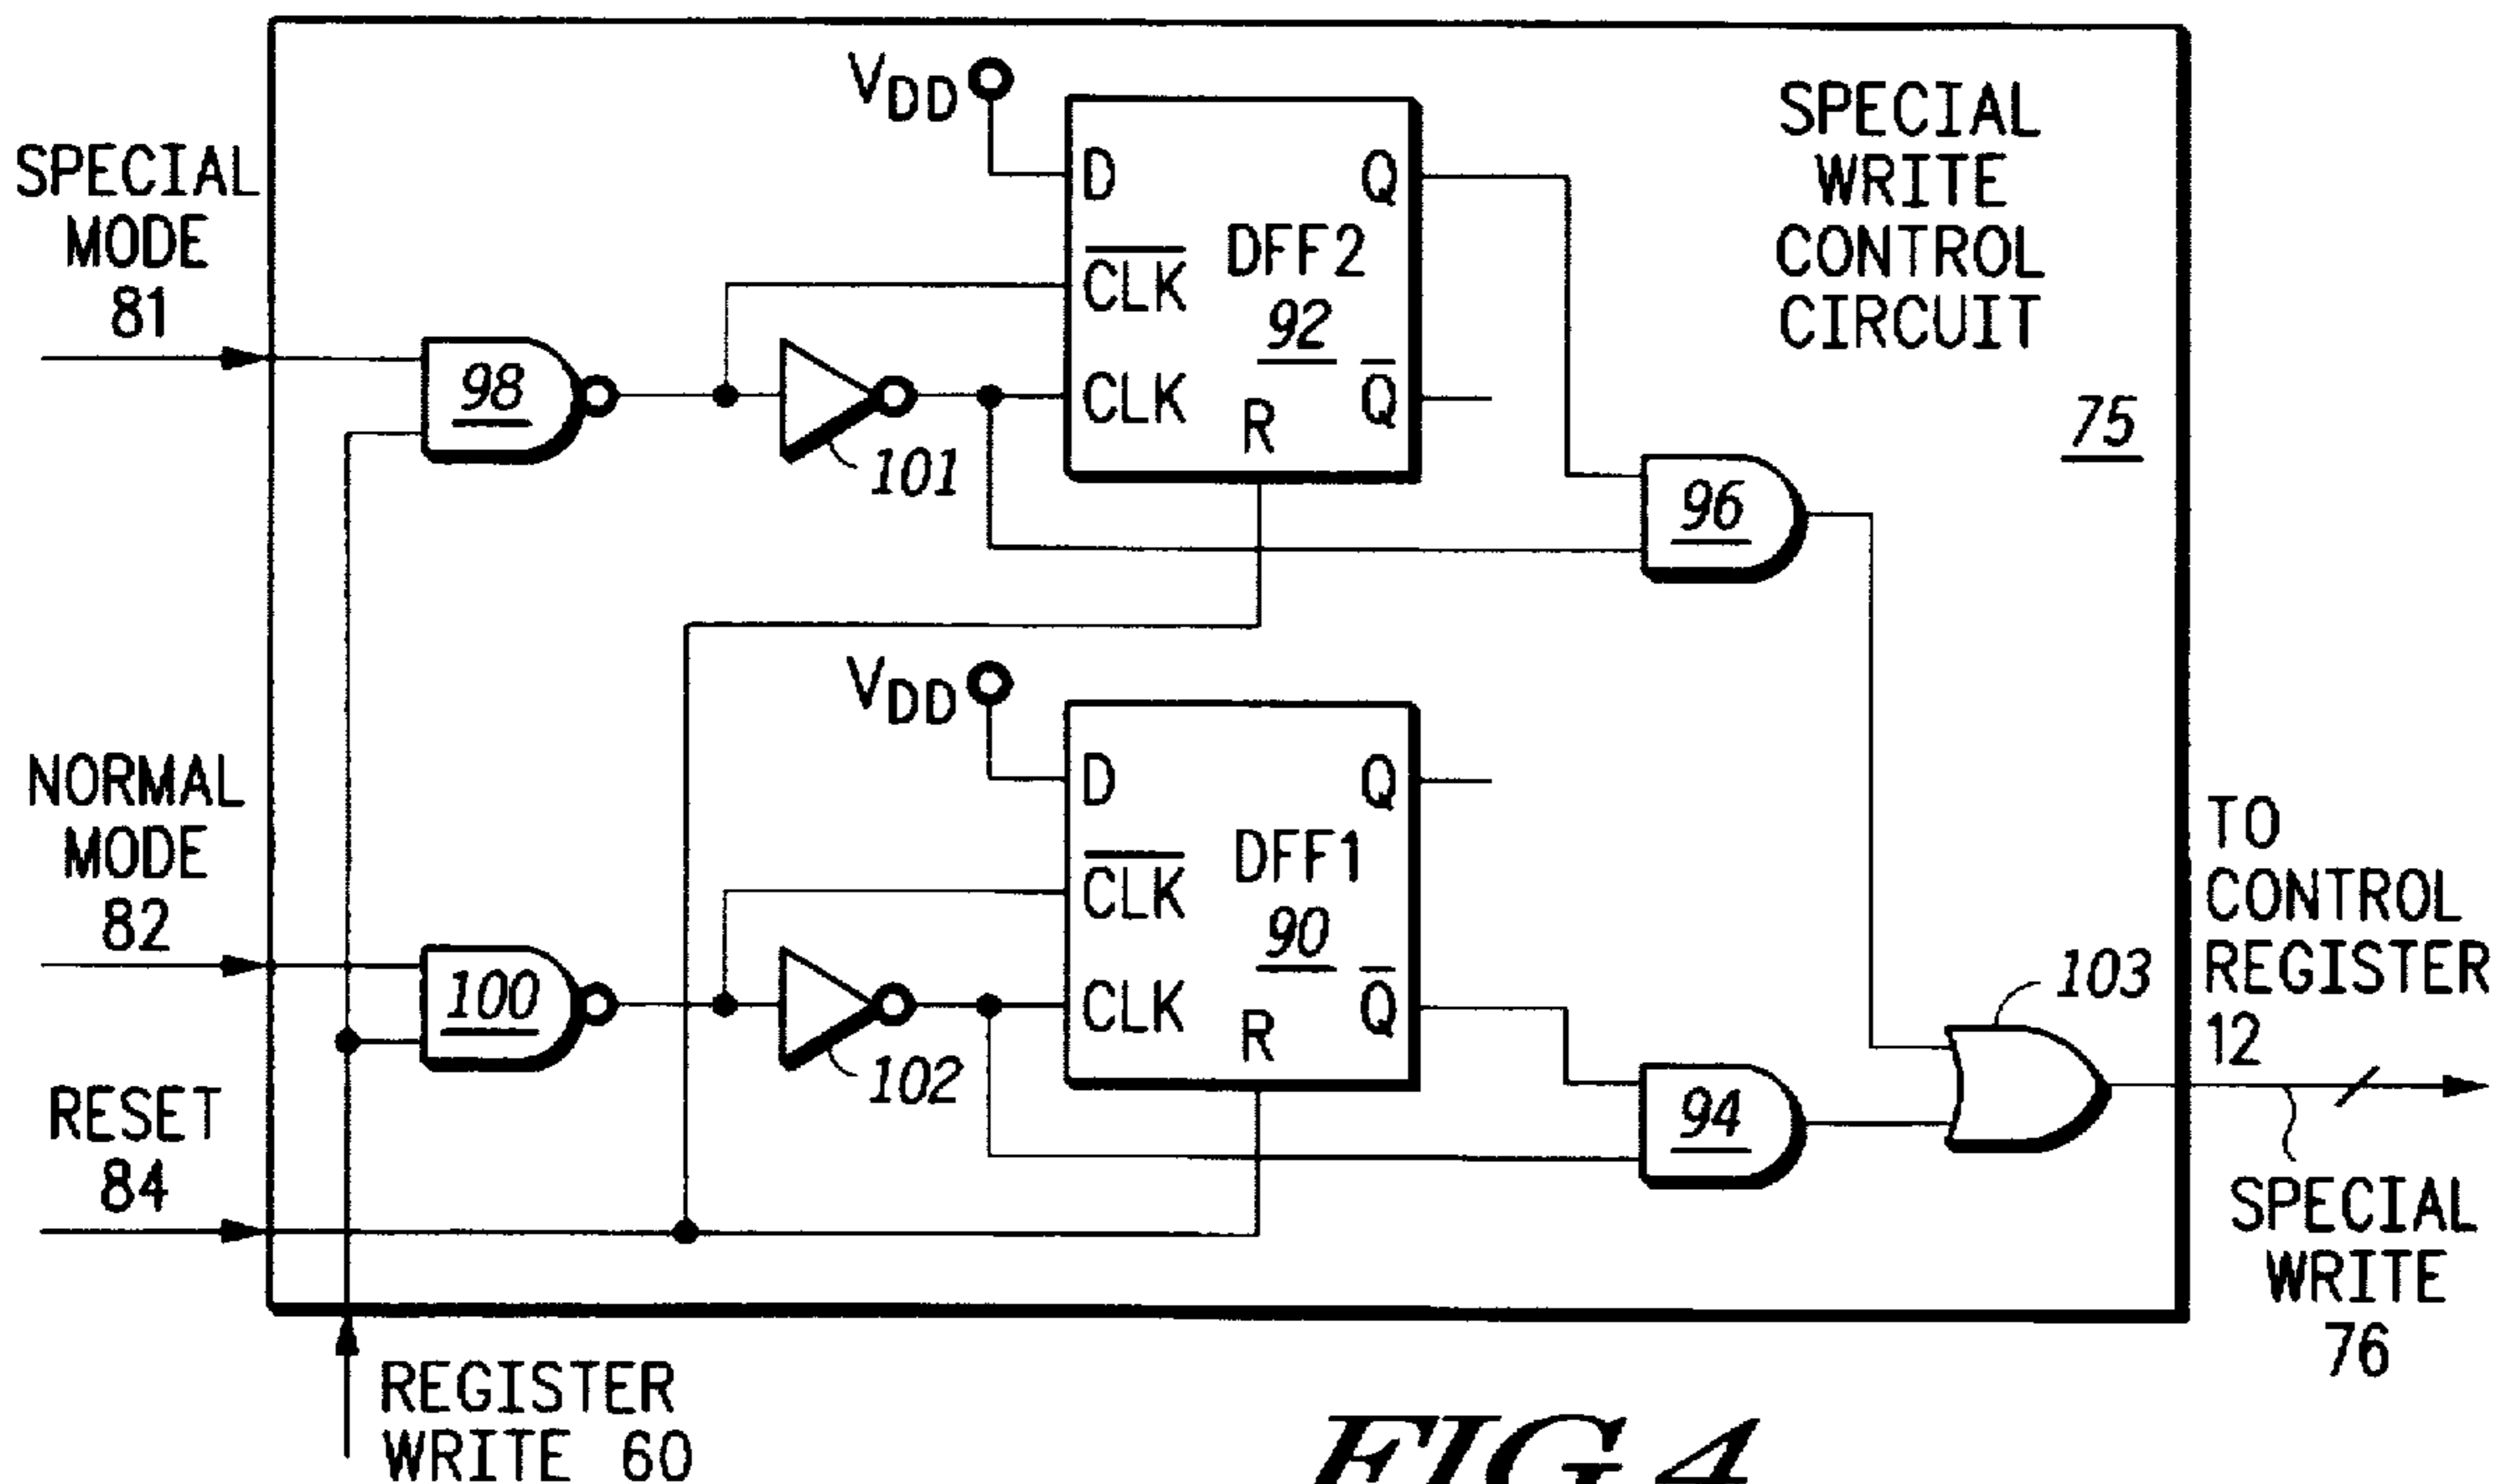 SPECIAL
MODE
81
NORMAL
MODE
82
RESET
84
REGISTER
WRITE 60
98
101
VDD
D
CLK
CLK
DFF2
92
R
Q
Q
100
102
VDD
D
CLK
CLK
DFF1
90
R
Q
Q
96
94
103
SPECIAL
WRITE
CONTROL
CIRCUIT
75
TO
CONTROL
REGISTER
12
SPECIAL
WRITE
76
FIG.4